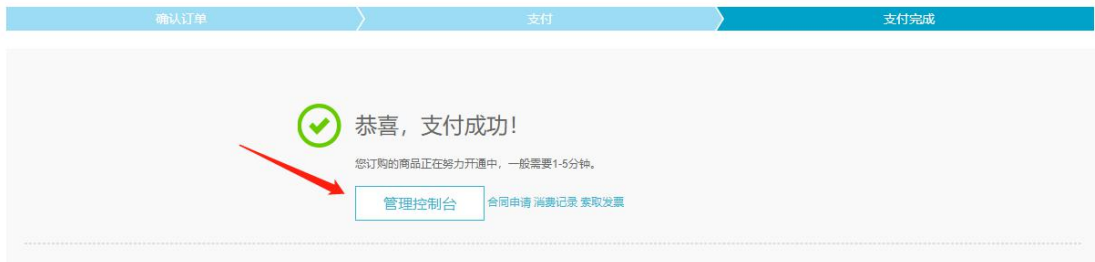 确认订单 支付 支付完成
恭喜，支付成功！
您订购的商品正在努力开通中，一般需要1-5分钟。
管理控制台 合同申请 消费记录 索取发票